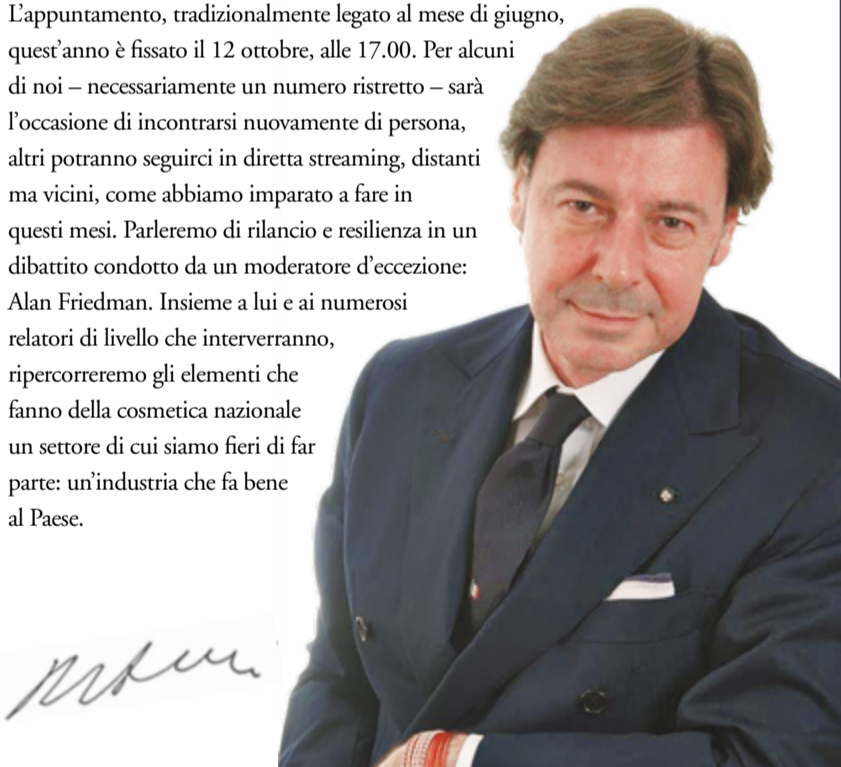 L’appuntamento, tradizionalmente legato al mese di giugno,
quest’anno è fissato il 12 ottobre, alle 17.00. Per alcuni
di noi – necessariamente un numero ristretto – sarà
l’occasione di incontrarsi nuovamente di persona,
altri potranno seguirci in diretta streaming, distanti
ma vicini, come abbiamo imparato a fare in
questi mesi. Parleremo di rilancio e resilienza in un
dibattito condotto da un moderatore d’eccezione:
Alan Friedman. Insieme a lui e ai numerosi
relatori di livello che interverranno,
ripercorreremo gli elementi che
fanno della cosmetica nazionale
un settore di cui siamo fieri di far
parte: un’industria che fa bene
al Paese.